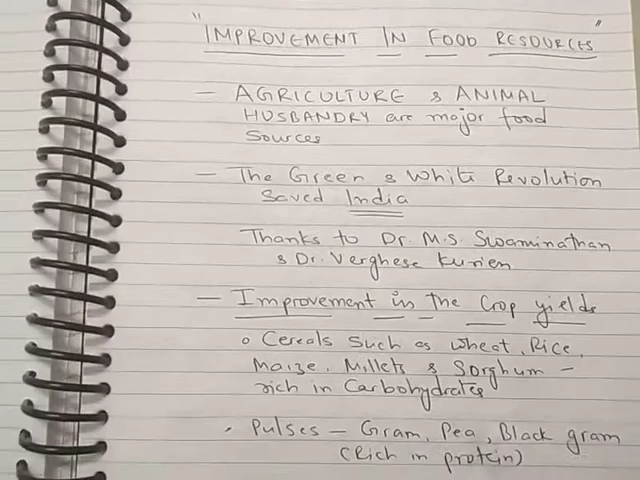 "IMPROVEMENT IN FOOD RESOURCES"
– AGRICULTURE & ANIMAL
HUSBANDRY are major food
Sources
– The Green & White Revolution
Saved India
Thanks to Dr. M.S. Swaminathan
& Dr. Verghese Kurien
– Improvement in the Crop yields
o Cereals Such as Wheat, Rice,
Maize, Millets & Sorghum –
rich in Carbohydrates
• Pulses – Gram, Pea, Black gram
(Rich in protein)